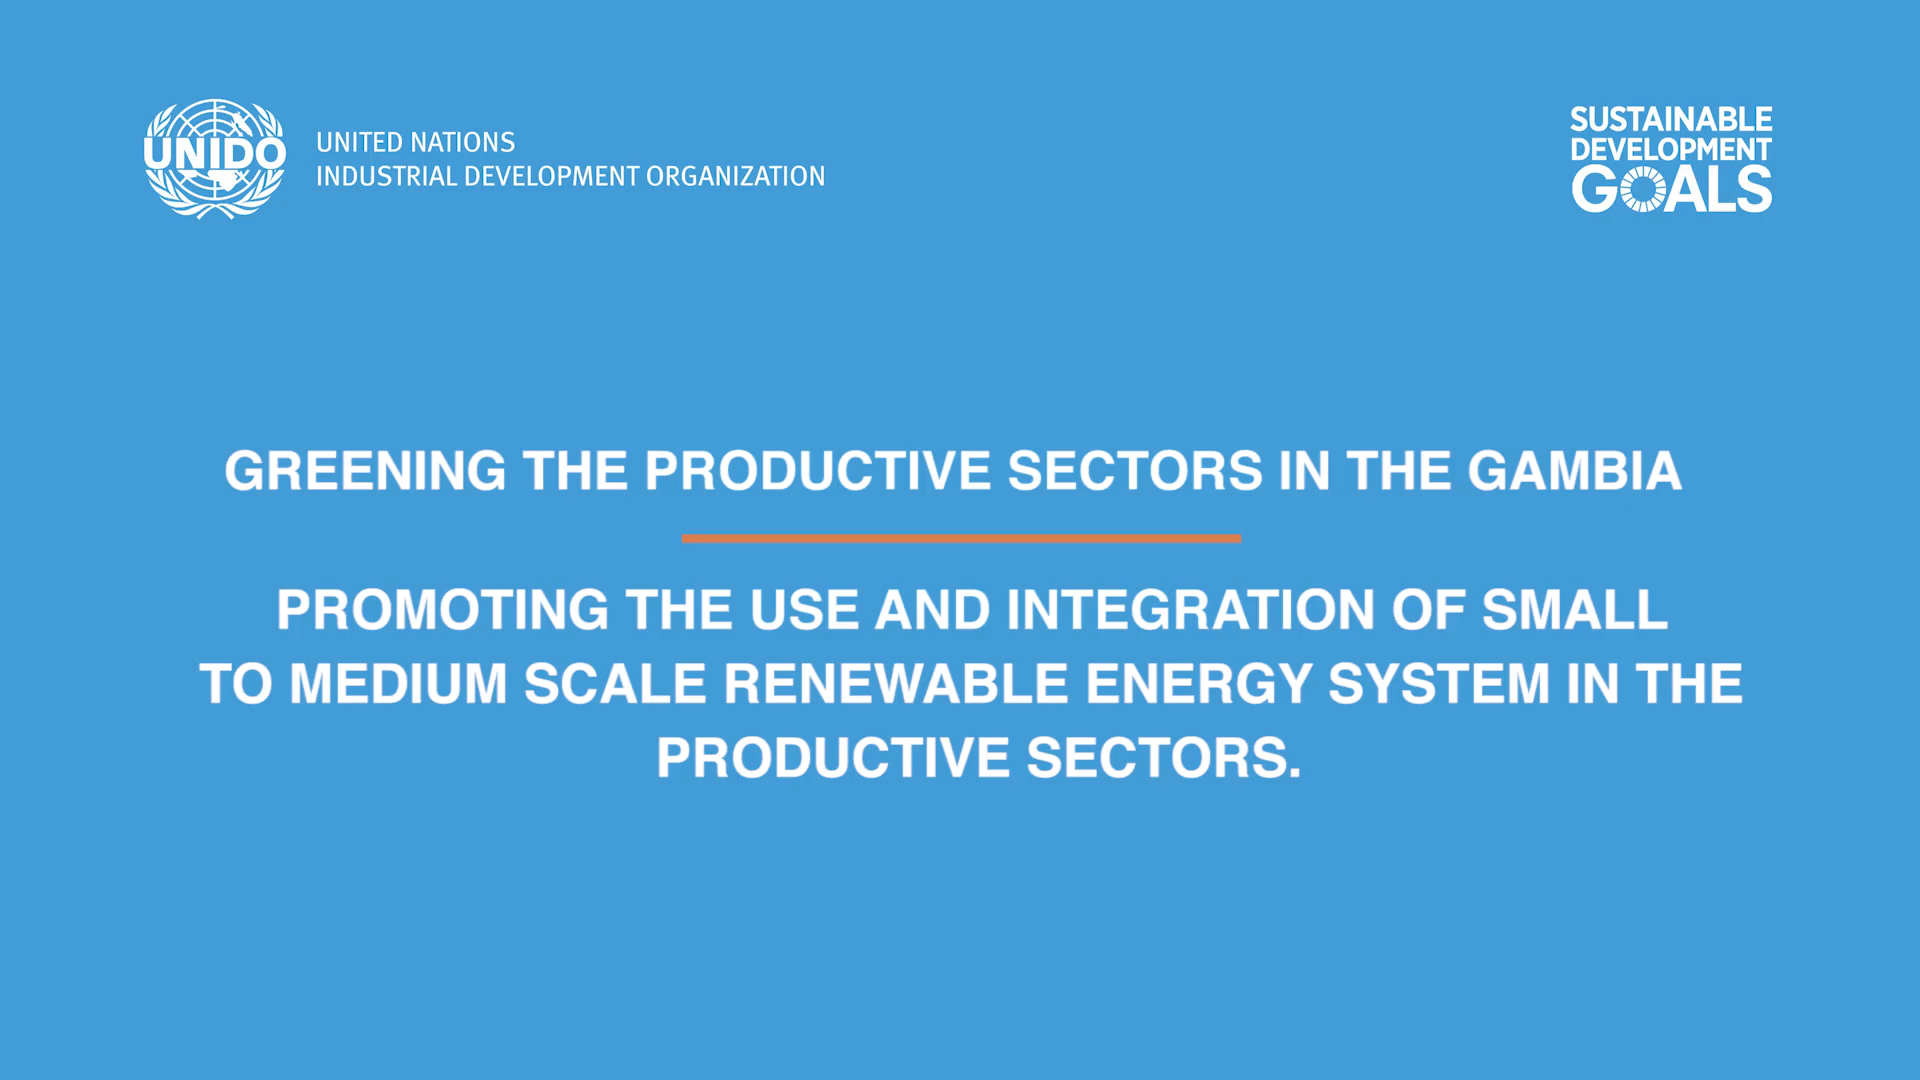 UNIDO
UNITED NATIONS
INDUSTRIAL DEVELOPMENT ORGANIZATION
SUSTAINABLE
DEVELOPMENT
GOALS
GREENING THE PRODUCTIVE SECTORS IN THE GAMBIA
PROMOTING THE USE AND INTEGRATION OF SMALL
TO MEDIUM SCALE RENEWABLE ENERGY SYSTEM IN THE
PRODUCTIVE SECTORS.